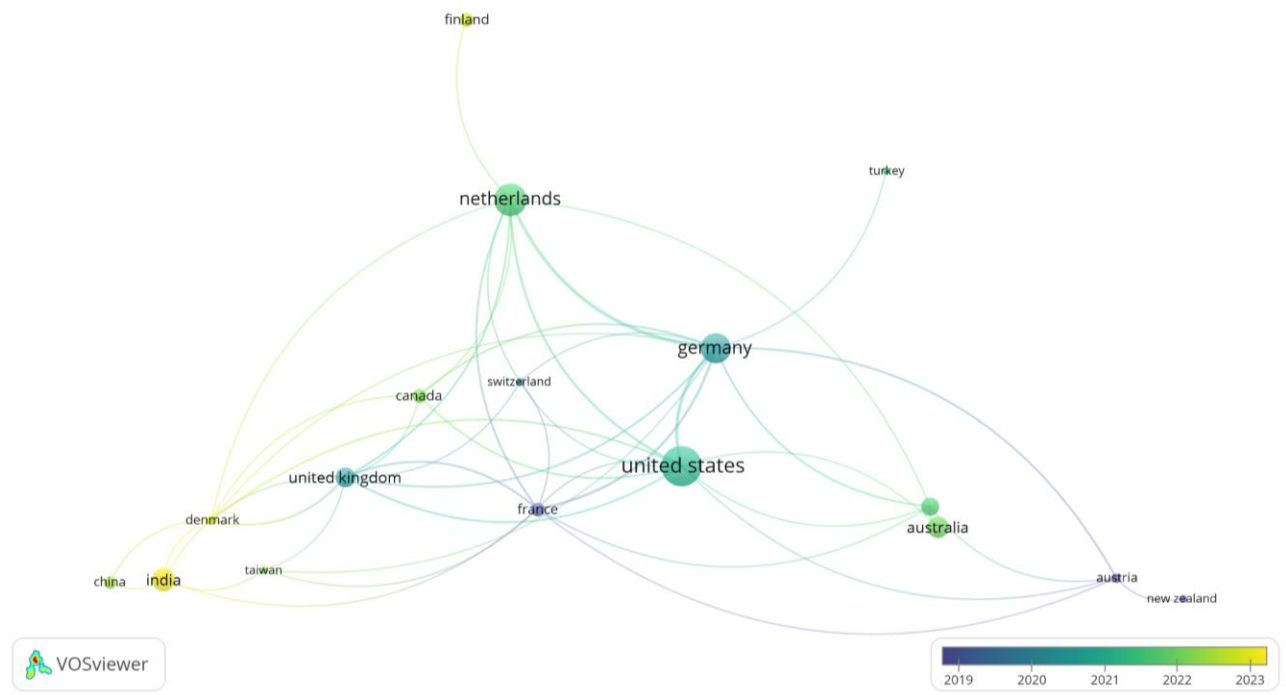 finland
turkey
netherlands
germany
switzerland
canada
united states
united kingdom
france
denmark
australia
taiwan
china
india
austria
new zealand
VOSviewer
2019 2020 2021 2022 2023